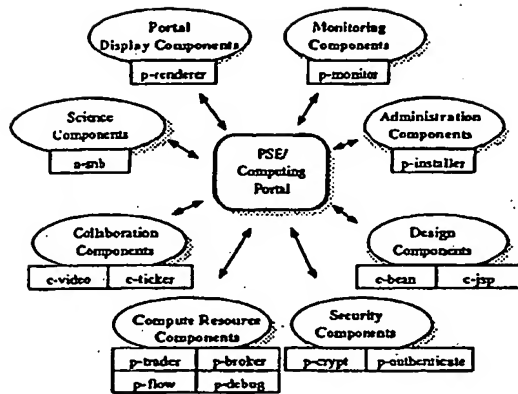 Portal
Display Components
p-renderer
Monitoring
Components
p-monitor
Science
Components
a-snb
PSE/
Computing
Portal
Administration
Components
p-installer
Collaboration
Components
c-video
c-ticker
Design
Components
c-bean
c-jsp
Compute Resource
Components
p-trader
p-broker
p-flow
p-debug
Security
Components
p-crypt
p-authenticate